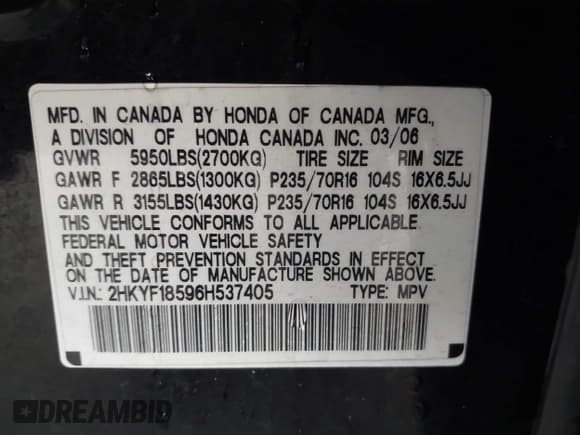 MFD. IN CANADA BY HONDA OF CANADA MFG.,
A DIVISION OF HONDA CANADA INC. 03/06
GVWR 5950LBS(2700KG) TIRE SIZE RIM SIZE
GAWR F 2865LBS(1300KG) P235/70R16 104S 16X6.5JJ
GAWR R 3155LBS(1430KG) P235/70R16 104S 16X6.5JJ
THIS VEHICLE CONFORMS TO ALL APPLICABLE
FEDERAL MOTOR VEHICLE SAFETY
AND THEFT PREVENTION STANDARDS IN EFFECT
ON THE DATE OF MANUFACTURE SHOWN ABOVE.
V.I.N.: 2HKYF18596H537405 TYPE: MPV
DREAMBID